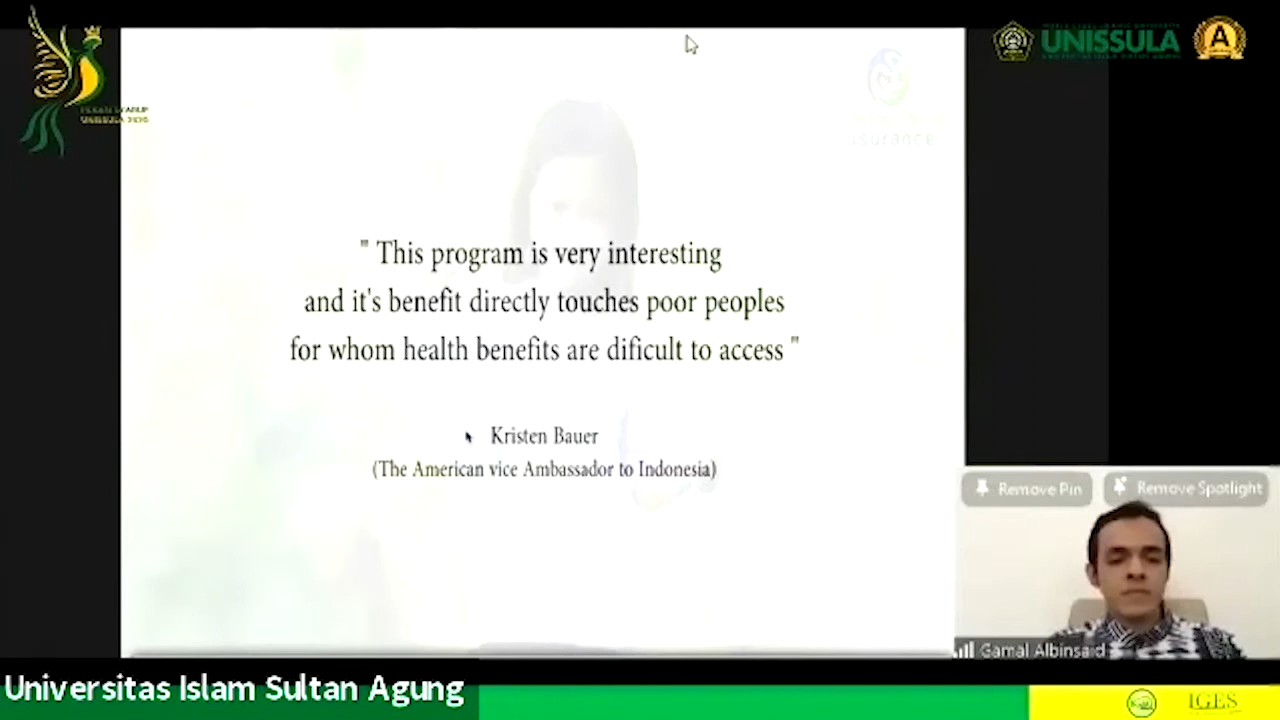 UNISSULA
A
UNISSULA 2020
" This program is very interesting
and it's benefit directly touches poor peoples
for whom health benefits are dificult to access "
Kristen Bauer
(The American vice Ambassador to Indonesia)
Remove Pin
Remove Spotlight
Gamal Albinsaid
Universitas Islam Sultan Agung
IGES